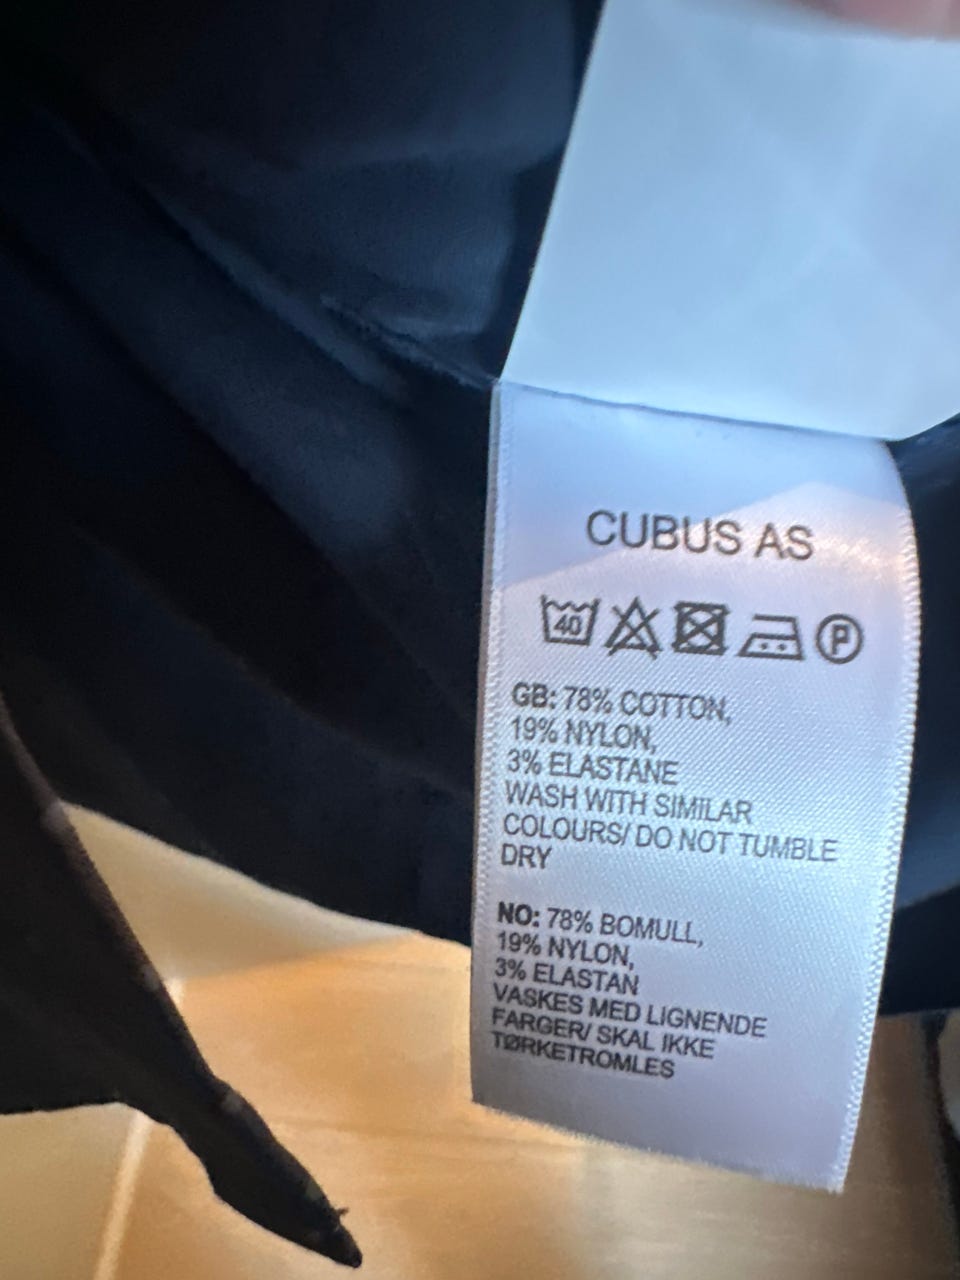 CUBUS AS
40 P
GB: 78% COTTON,
19% NYLON,
3% ELASTANE
WASH WITH SIMILAR
COLOURS/ DO NOT TUMBLE
DRY
NO: 78% BOMULL,
19% NYLON,
3% ELASTAN
VASKES MED LIGNENDE
FARGER/ SKAL IKKE
TØRKETROMLES